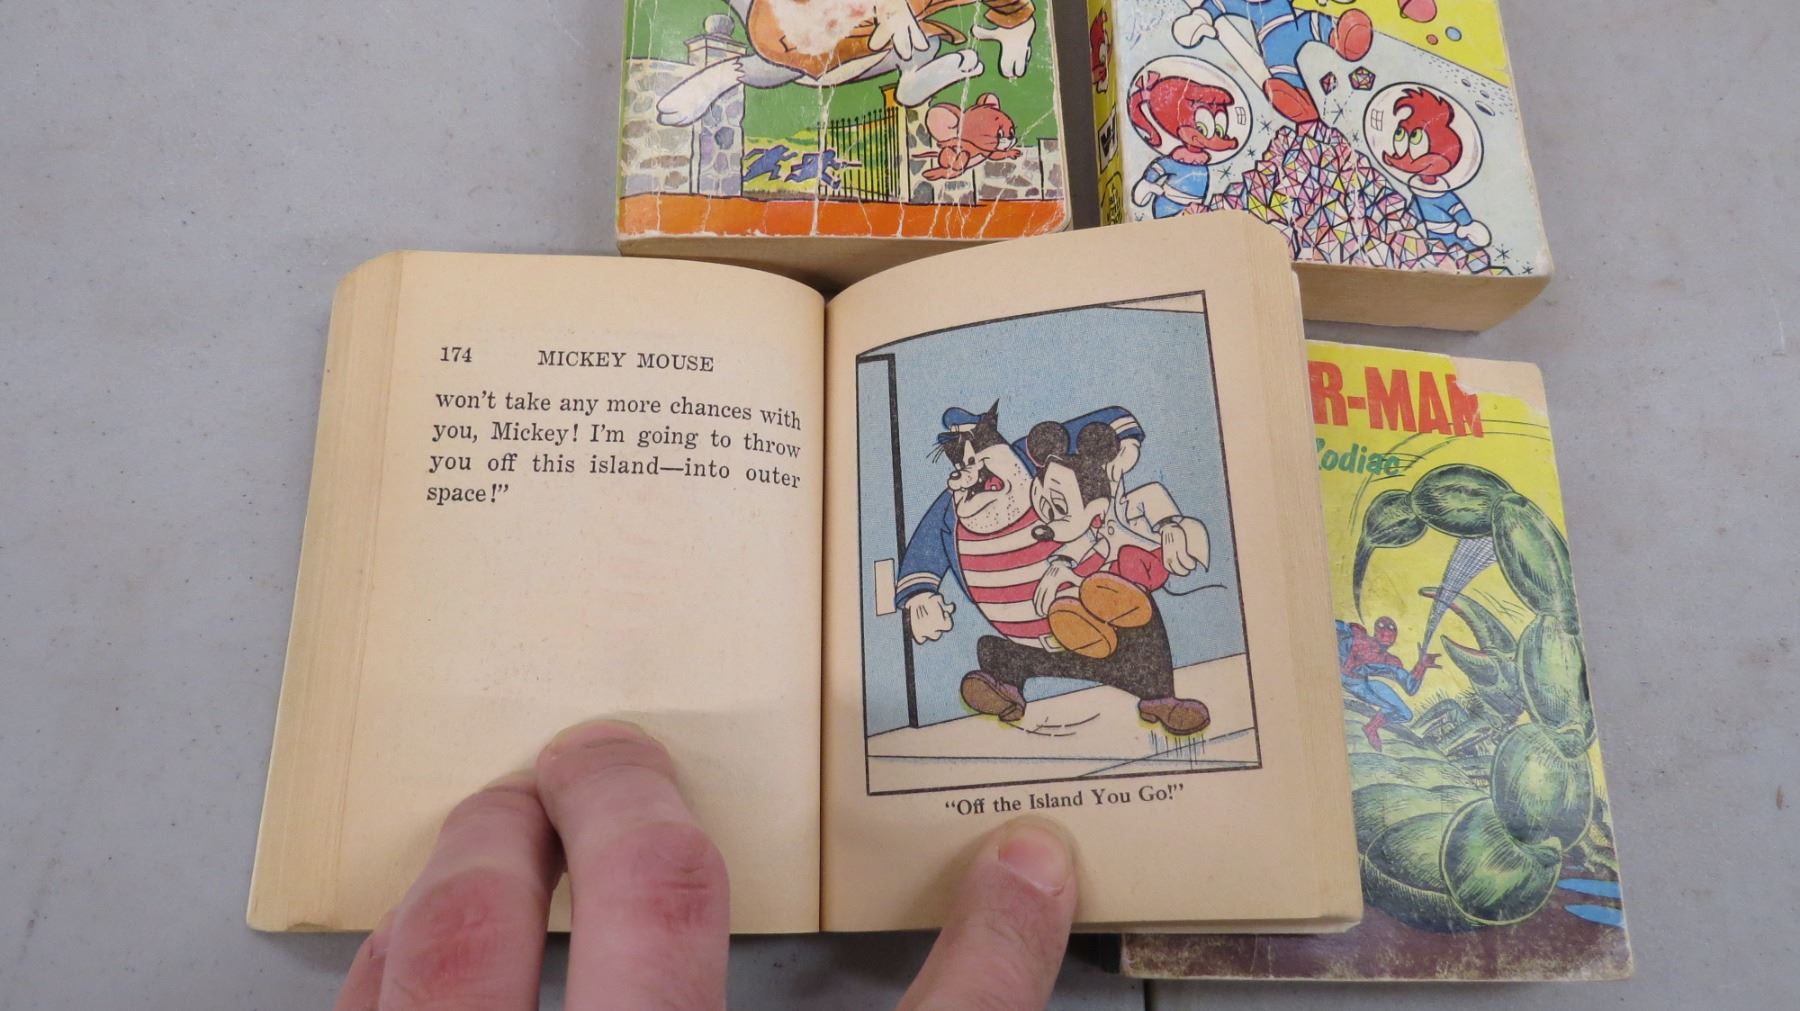 174 MICKEY MOUSE
won't take any more chances with
you, Mickey! I'm going to throw
you off this island—into outer
space!”
“Off the Island You Go!”
R-MAN
Zodiac